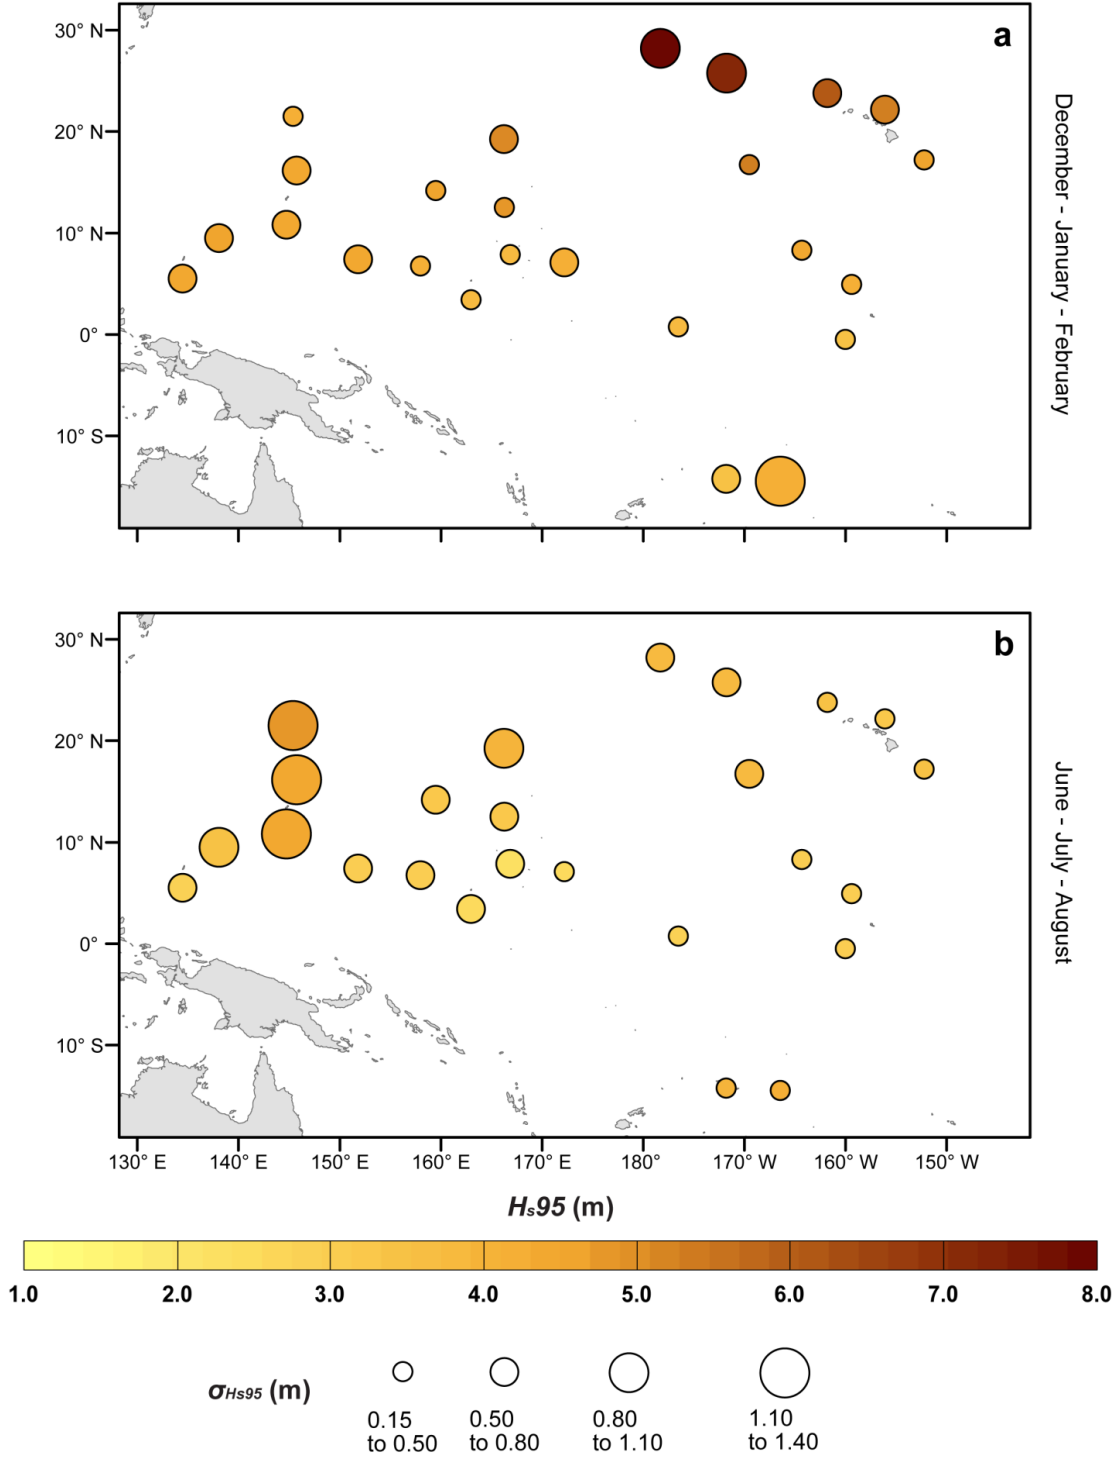 a
30° N
20° N
10° N
0°
10° S
December - January - February
b
30° N
20° N
10° N
0°
10° S
June - July - August
130° E 140° E 150° E 160° E 170° E 180° 170° W 160° W 150° W
Hs95 (m)
1.0 2.0 3.0 4.0 5.0 6.0 7.0 8.0
σHs95 (m)
0.15 0.50 0.80 1.10
to 0.50 to 0.80 to 1.10 to 1.40